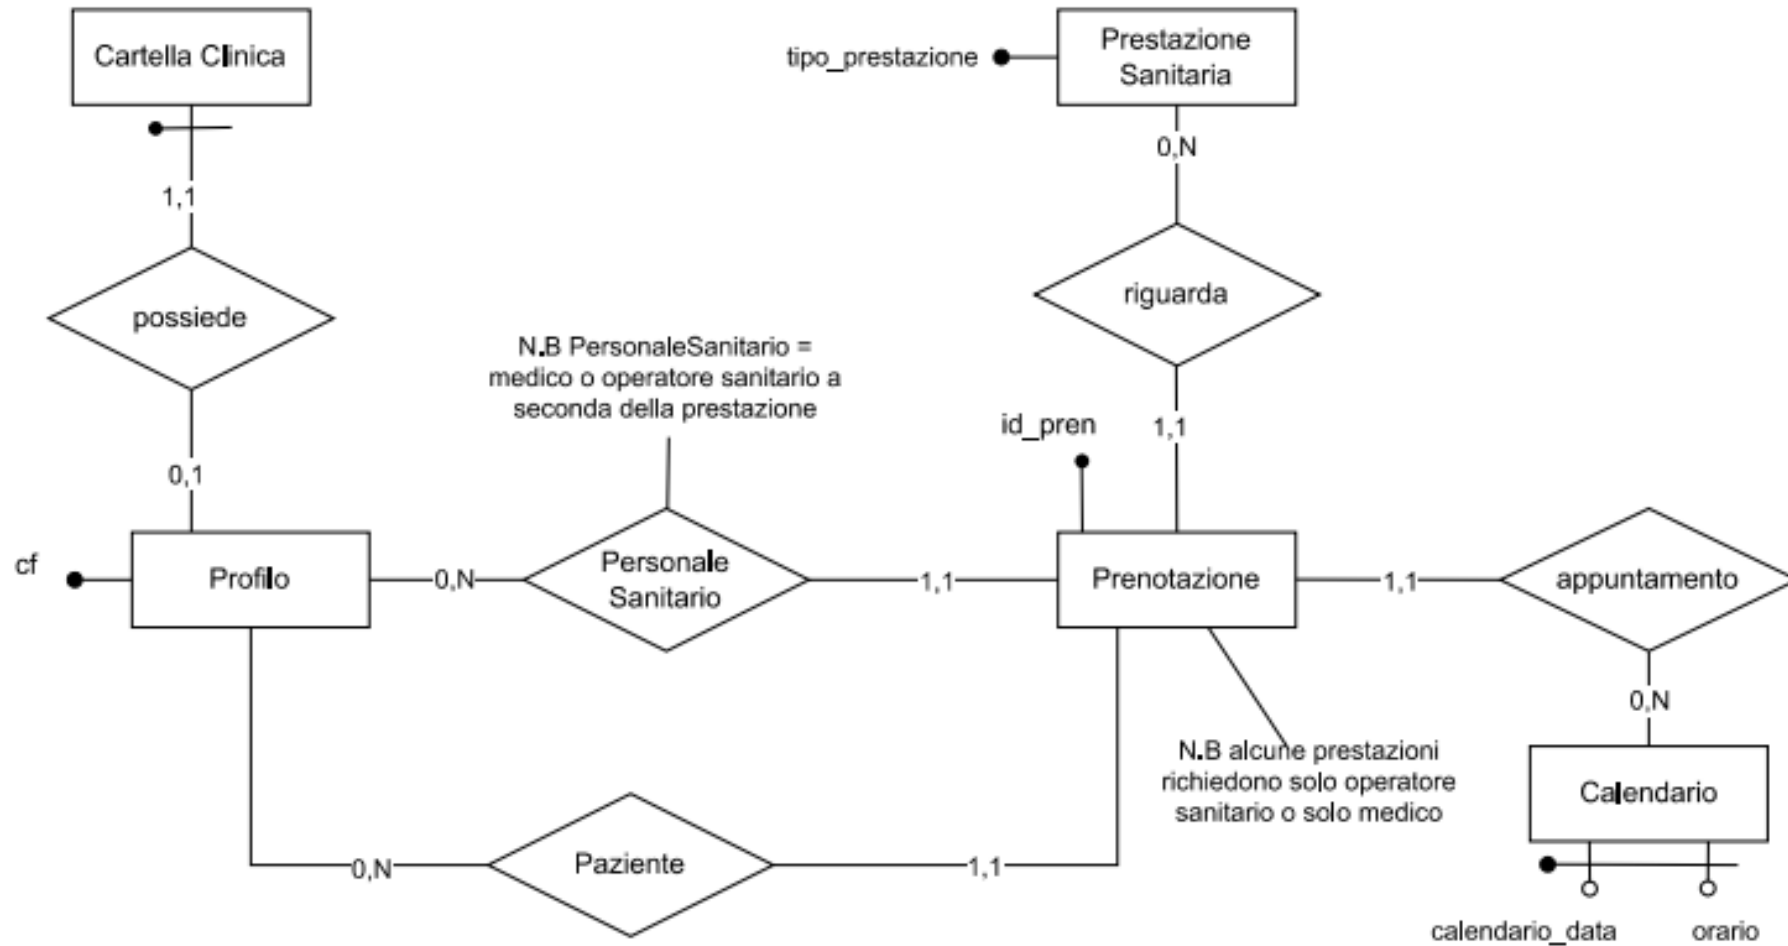 Cartella Clinica
tipo_prestazione
Prestazione
Sanitaria
0,N
1,1
possiede
riguarda
N.B PersonaleSanitario =
medico o operatore sanitario a
seconda della prestazione
id_pren
1,1
0,1
cf
Profilo
0,N
Personale
Sanitario
1,1
Prenotazione
1,1
appuntamento
0,N
N.B alcune prestazioni
richiedono solo operatore
sanitario o solo medico
Calendario
0,N
Paziente
1,1
calendario_data
orario